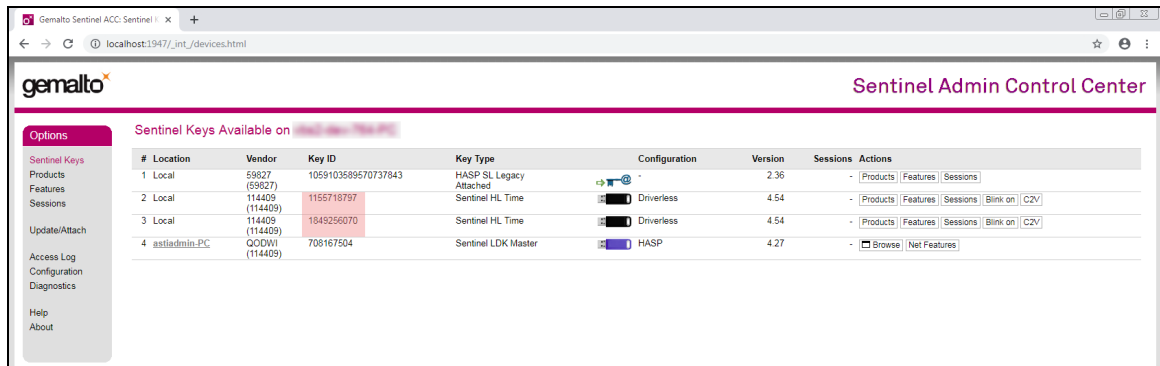 Gemalto Sentinel ACC: Sentinel
localhost:1947/_int_/devices.html
gemalto
Sentinel Admin Control Center
Options
Sentinel Keys
Products
Features
Sessions
Update/Attach
Access Log
Configuration
Diagnostics
Help
About
Sentinel Keys Available on
# Location Vendor Key ID Key Type Configuration Version Sessions Actions
1 Local 59827 (59827) 1059103589570737843 HASP SL Legacy Attached - 2.36 - Products Features Sessions
2 Local 114409 (114409) 1155718797 Sentinel HL Time Driverless 4.54 - Products Features Sessions Blink on C2V
3 Local 114409 (114409) 1849256070 Sentinel HL Time Driverless 4.54 - Products Features Sessions Blink on C2V
4 astiadmin-PC QODWI (114409) 708167504 Sentinel LDK Master HASP 4.27 - Browse Net Features